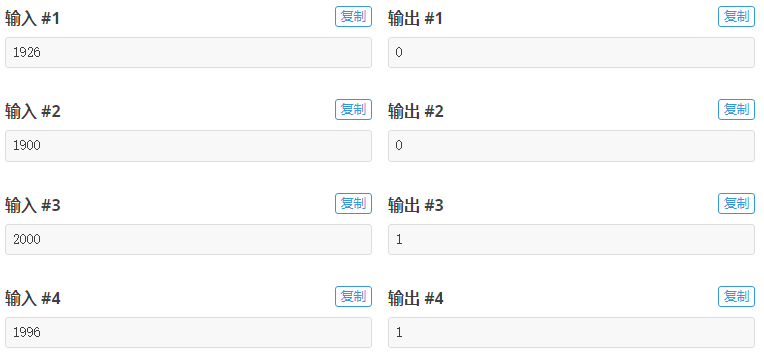 输入 #1 复制 输出 #1 复制
1926 0
输入 #2 复制 输出 #2 复制
1900 0
输入 #3 复制 输出 #3 复制
2000 1
输入 #4 复制 输出 #4 复制
1996 1